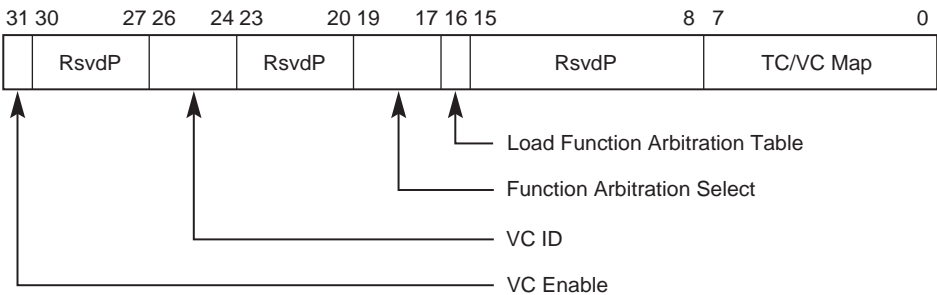 31 30 27 26 24 23 20 19 17 16 15 8 7 0
RsvdP RsvdP RsvdP TC/VC Map
Load Function Arbitration Table
Function Arbitration Select
VC ID
VC Enable